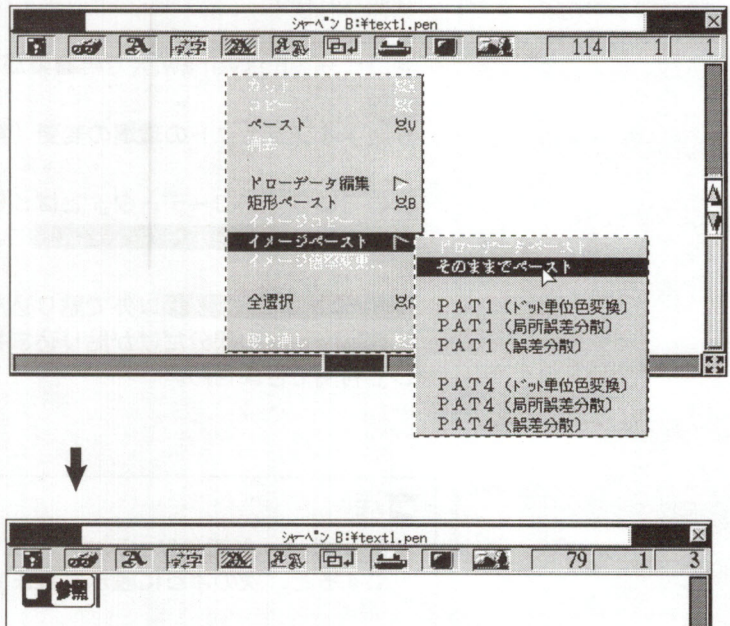 シャーペン B:¥text1.pen
114 1 1
カット
コピー
ペースト V
消去
ドローデータ編集
矩形ペースト B
イメージコピー
イメージペースト
イメージ倍率変更..
全選択
取り消し
ドローデータペースト
そのままでペースト
PAT1 (ドット単位色変換)
PAT1 (局所誤差分散)
PAT1 (誤差分散)
PAT4 (ドット単位色変換)
PAT4 (局所誤差分散)
PAT4 (誤差分散)
シャーペン B:¥text1.pen
79 1 3
参照